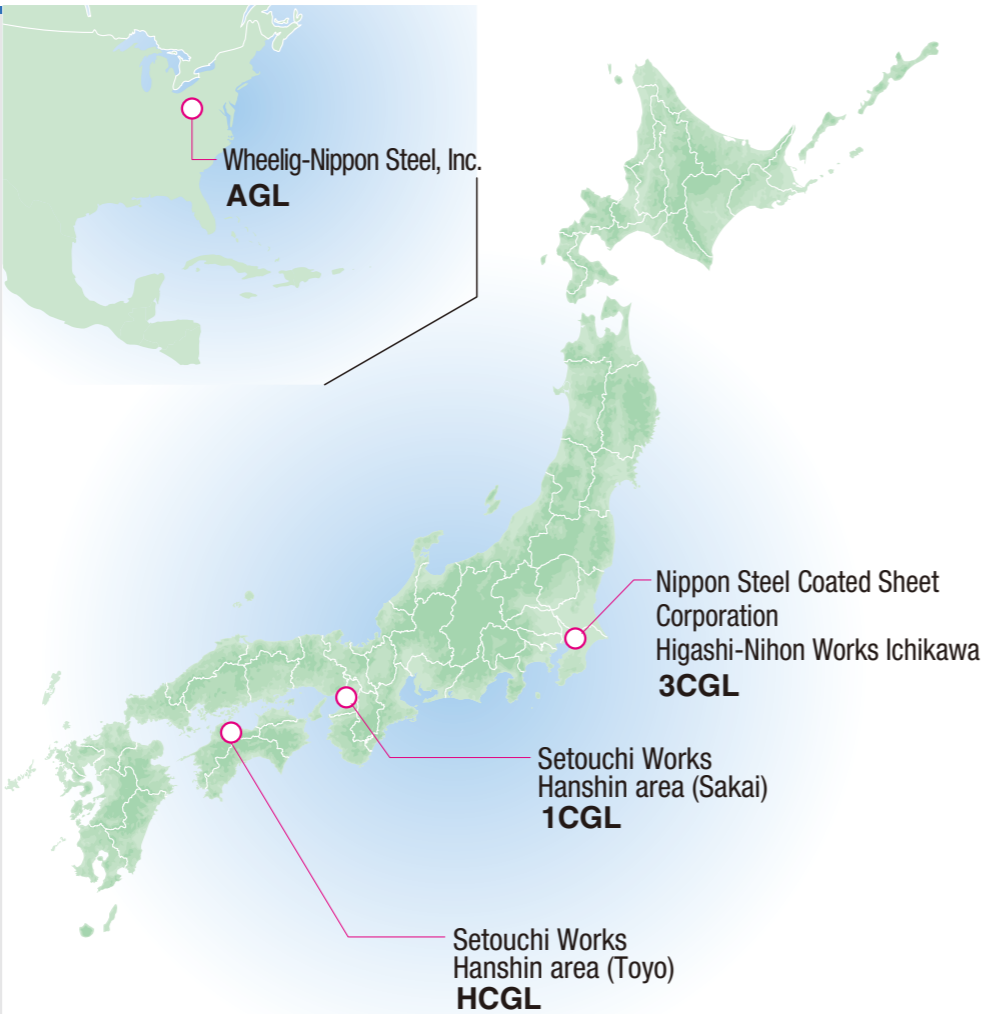 Wheelig-Nippon Steel, Inc.
AGL
Nippon Steel Coated Sheet
Corporation
Higashi-Nihon Works Ichikawa
3CGL
Setouchi Works
Hanshin area (Sakai)
1CGL
Setouchi Works
Hanshin area (Toyo)
HCGL